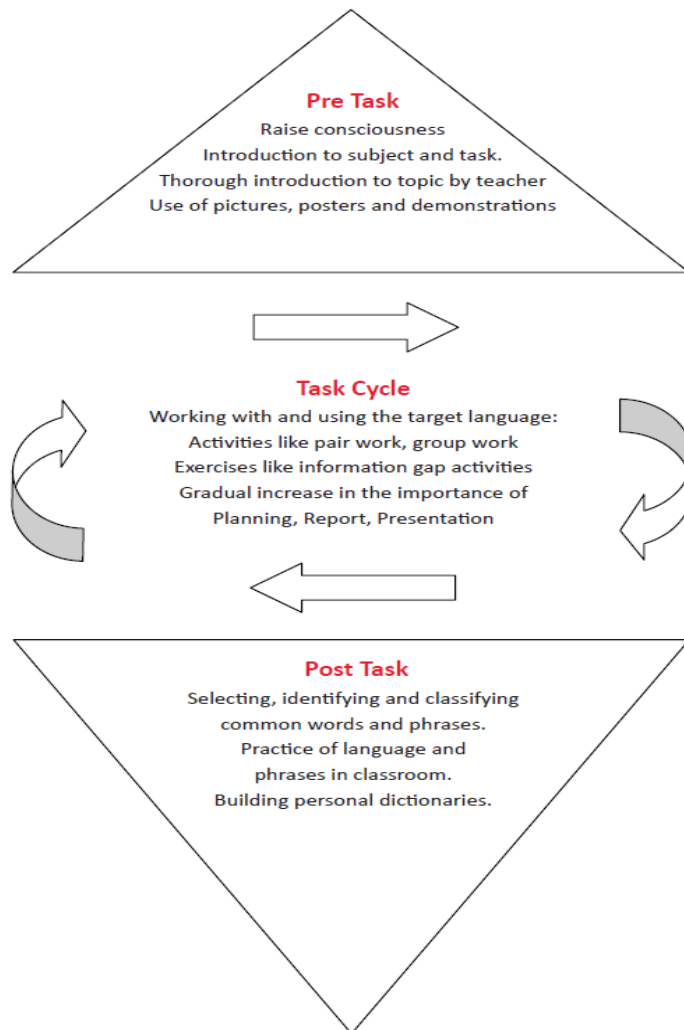 Pre Task
Raise consciousness
Introduction to subject and task.
Thorough introduction to topic by teacher
Use of pictures, posters and demonstrations
Task Cycle
Working with and using the target language:
Activities like pair work, group work
Exercises like information gap activities
Gradual increase in the importance of
Planning, Report, Presentation
Post Task
Selecting, identifying and classifying
common words and phrases.
Practice of language and
phrases in classroom.
Building personal dictionaries.